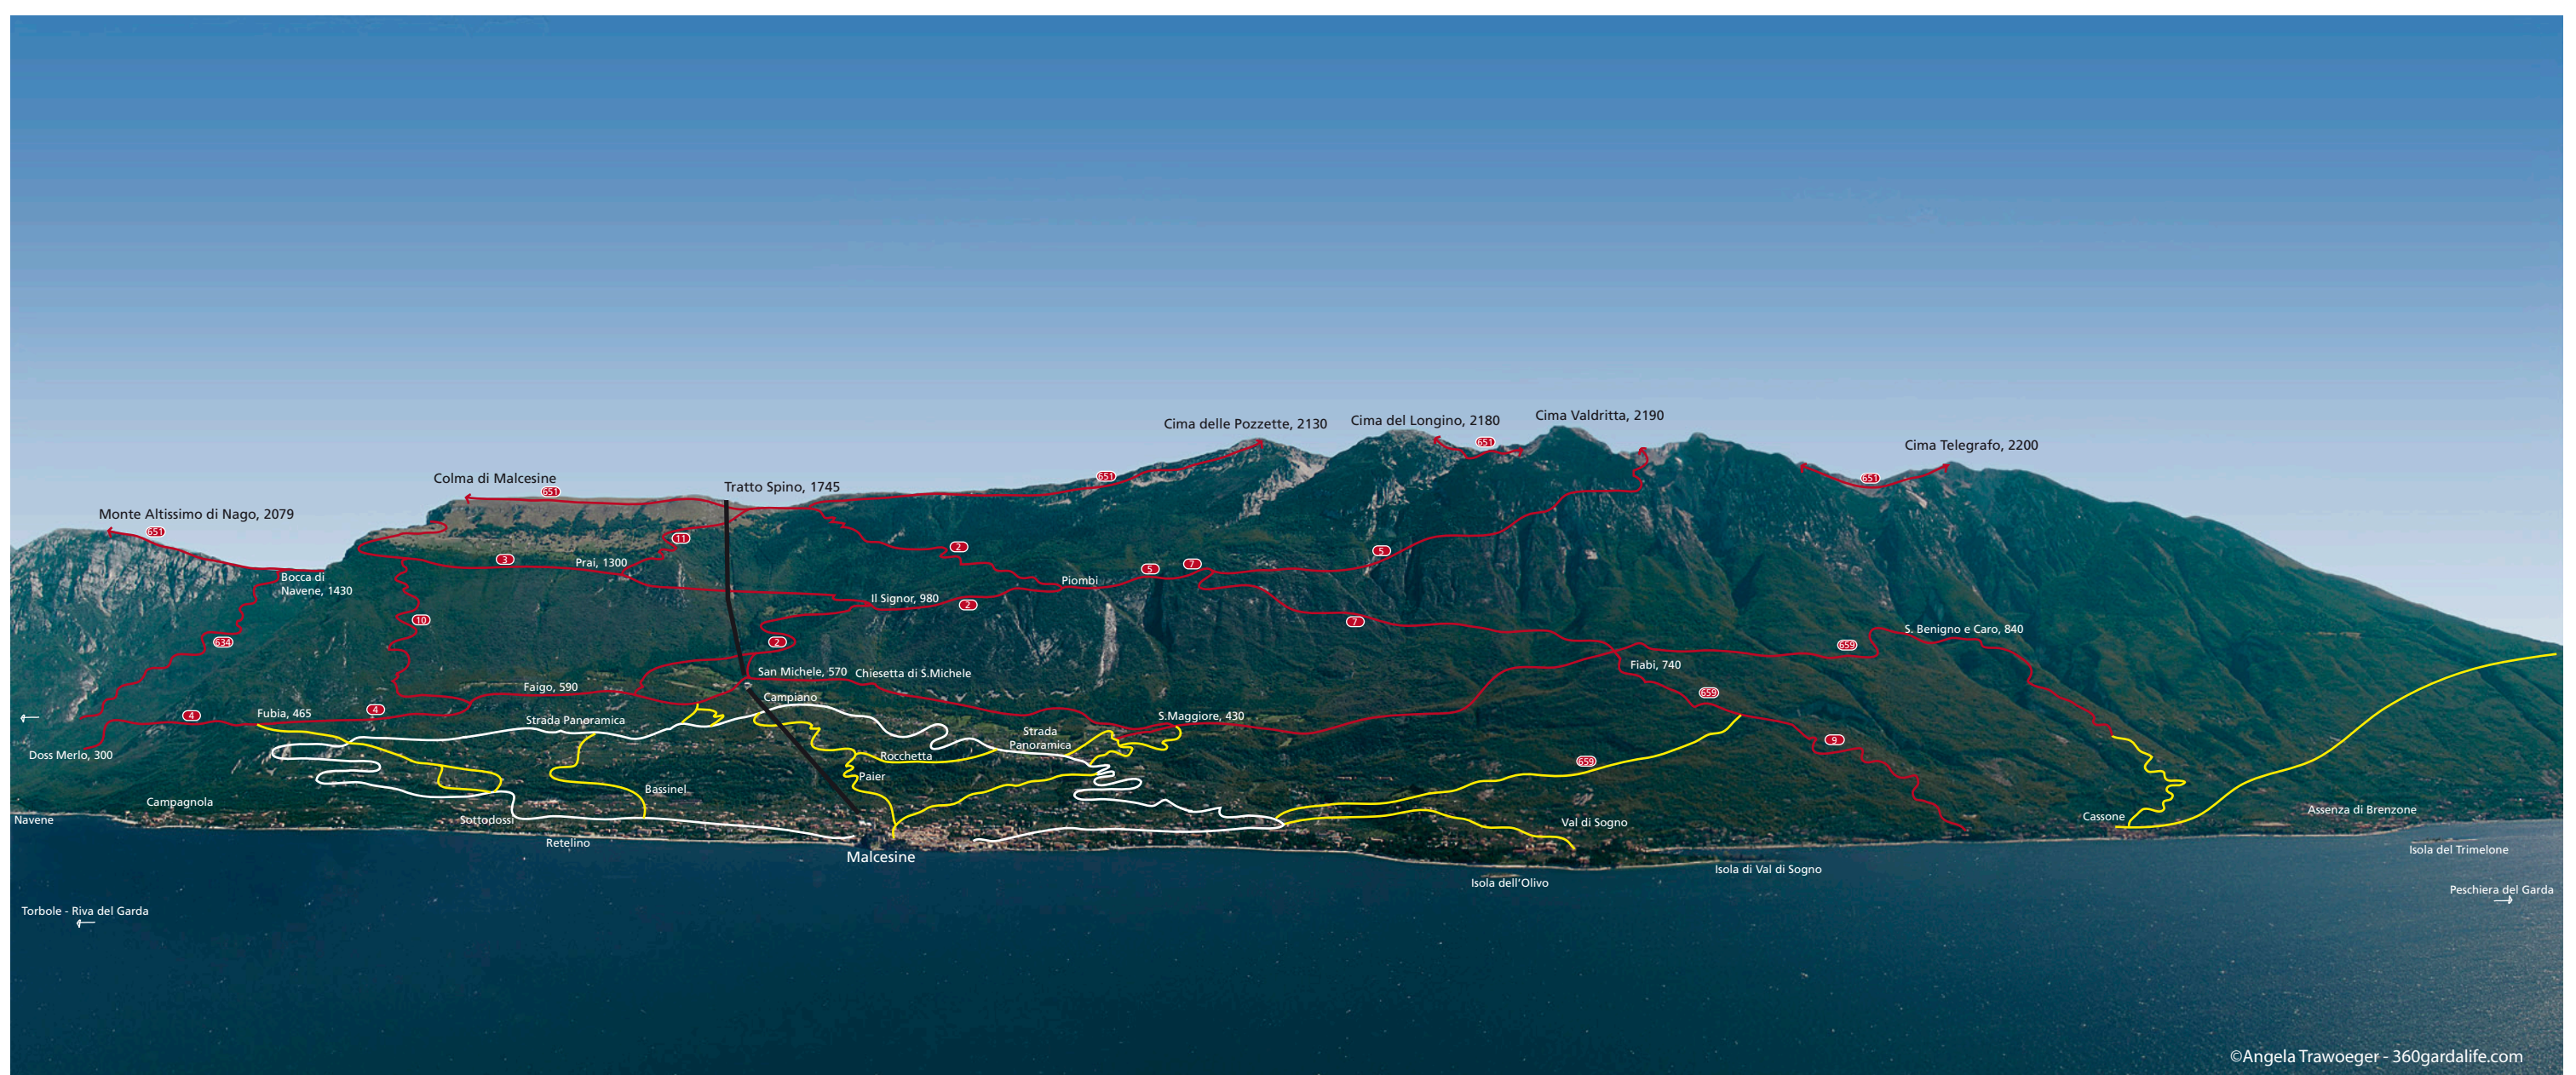 Cima Valdritta, 2190
Cima delle Pozzette, 2130
Cima del Longino, 2180
651
Cima Telegrafo, 2200
651
651
Colma di Malcesine
651
Tratto Spino, 1745
Monte Altissimo di Nago, 2079
651
11
2
5
3
Prai, 1300
7
5
Bocca di
Navene, 1430
Piombi
Il Signor, 980
2
10
7
S. Benigno e Caro, 840
634
2
659
Fiabi, 740
San Michele, 570
Chiesetta di S.Michele
Faigo, 590
659
Campiano
4
Fubia, 465
4
Strada Panoramica
S.Maggiore, 430
Strada
Panoramica
9
Doss Merlo, 300
Rocchetta
659
Paier
Bassinel
Campagnola
Navene
Sottodossi
Val di Sogno
Cassone
Assenza di Brenzone
Retelino
Malcesine
Isola del Trimelone
Isola di Val di Sogno
Isola dell'Olivo
Peschiera del Garda
Torbole - Riva del Garda
©Angela Trawoeger - 360gardalife.com